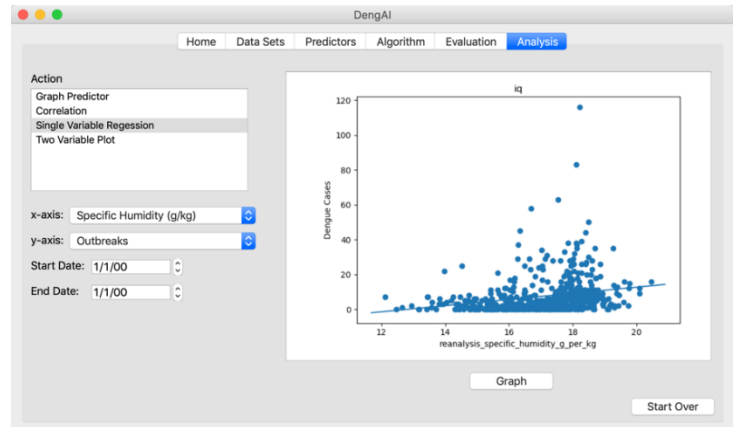 DengAI
Home Data Sets Predictors Algorithm Evaluation Analysis
Action
Graph Predictor
Correlation
Single Variable Regression
Two Variable Plot
x-axis: Specific Humidity (g/kg)
y-axis: Outbreaks
Start Date: 1/1/00
End Date: 1/1/00
iq
120
100
80
60
40
20
0
Dengue Cases
12 14 16 18 20
reanalysis_specific_humidity_g_per_kg
Graph
Start Over